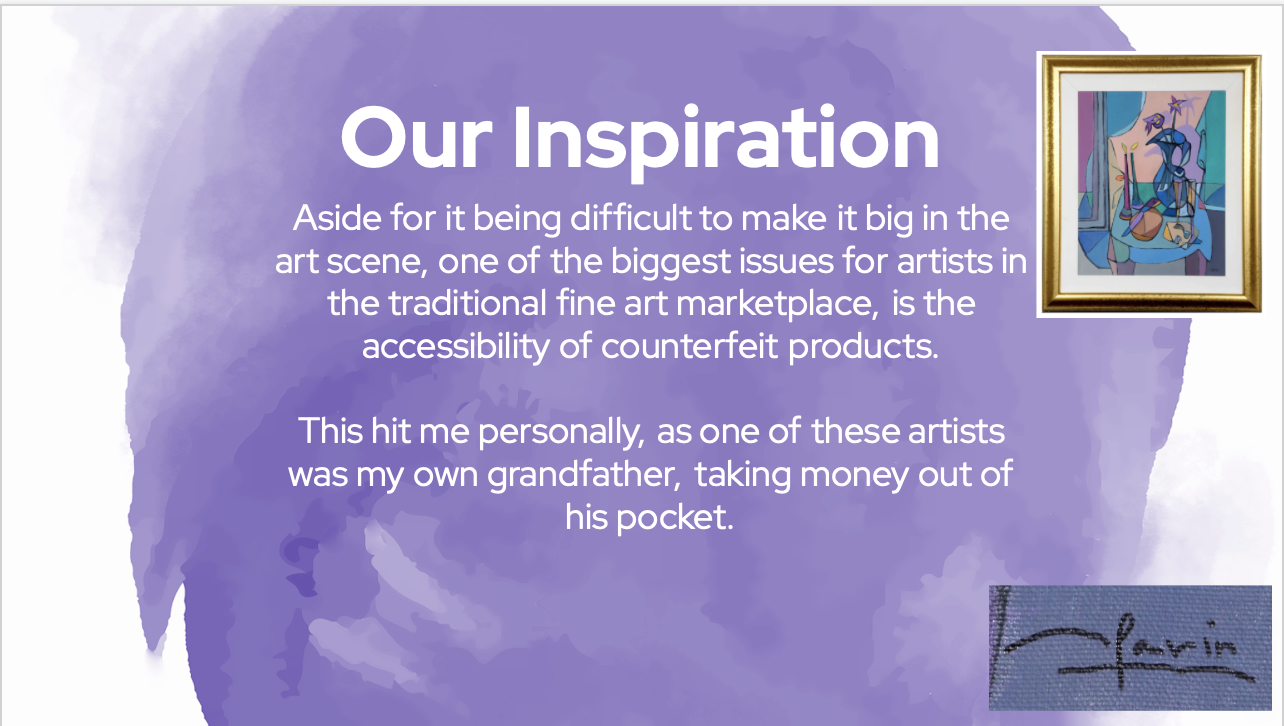 Our Inspiration
Aside for it being difficult to make it big in the
art scene, one of the biggest issues for artists in
the traditional fine art marketplace, is the
accessibility of counterfeit products.
This hit me personally, as one of these artists
was my own grandfather, taking money out of
his pocket.